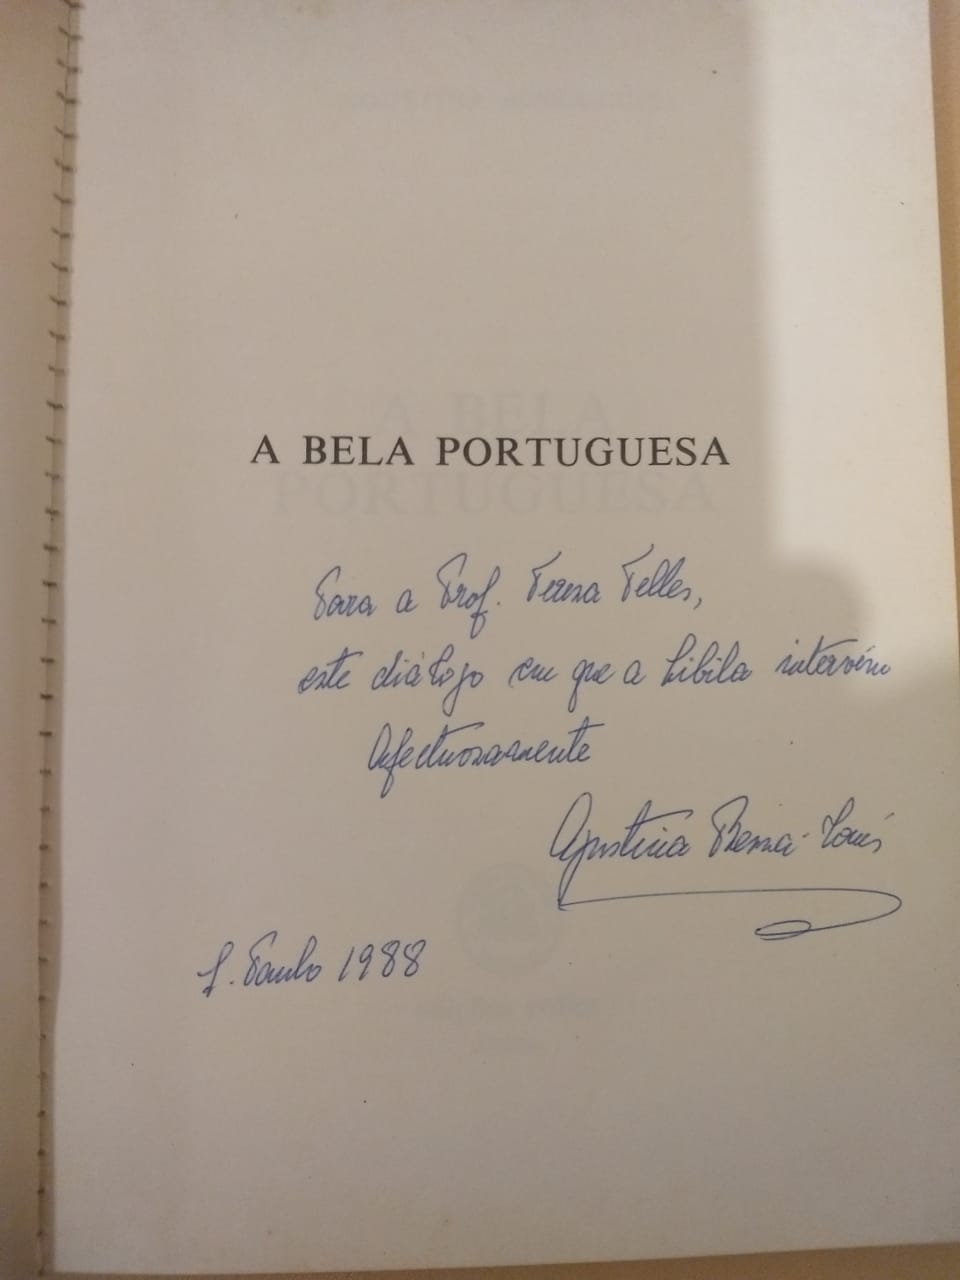 A BELA PORTUGUESA
Para a Prof. Teresa Telles,
este diálogo em que a Sibila intervém
Afectuosamente
Agustina Bessa-Luís
S. Paulo 1988